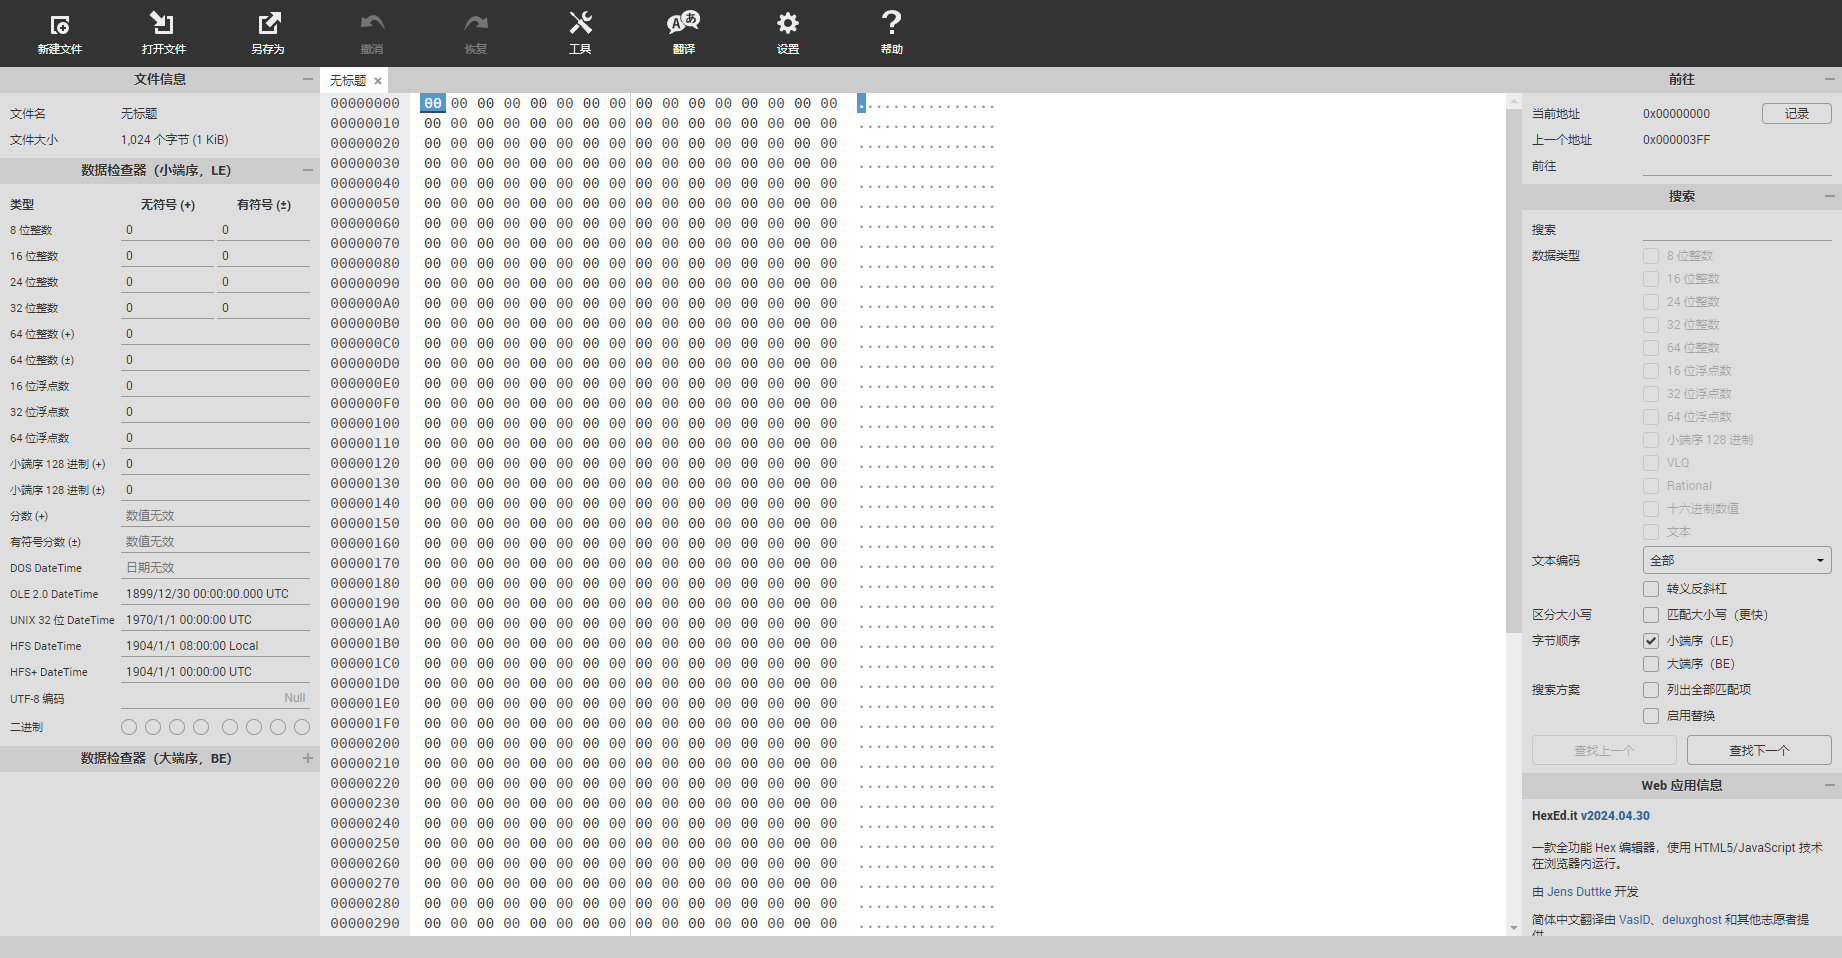 新建文件 打开文件 另存为 撤消 恢复 工具 翻译 设置 帮助
文件信息
文件名 无标题
文件大小 1,024 个字节 (1 KiB)
数据检查器（小端序，LE）
类型 无符号 (+) 有符号 (±)
8 位整数 0 0
16 位整数 0 0
24 位整数 0 0
32 位整数 0 0
64 位整数 (+) 0
64 位整数 (±) 0
16 位浮点数 0
32 位浮点数 0
64 位浮点数 0
小端序 128 进制 (+) 0
小端序 128 进制 (±) 0
分数 (+) 数值无效
有符号分数 (±) 数值无效
DOS DateTime 日期无效
OLE 2.0 DateTime 1899/12/30 00:00:00.000 UTC
UNIX 32 位 DateTime 1970/1/1 00:00:00 UTC
HFS DateTime 1904/1/1 08:00:00 Local
HFS+ DateTime 1904/1/1 00:00:00 UTC
UTF-8 编码 Null
二进制
数据检查器（大端序，BE）
无标题 ×
00000000 00 00 00 00 00 00 00 00 00 00 00 00 00 00 00 00 ................
00000010 00 00 00 00 00 00 00 00 00 00 00 00 00 00 00 00 ................
00000020 00 00 00 00 00 00 00 00 00 00 00 00 00 00 00 00 ................
00000030 00 00 00 00 00 00 00 00 00 00 00 00 00 00 00 00 ................
00000040 00 00 00 00 00 00 00 00 00 00 00 00 00 00 00 00 ................
00000050 00 00 00 00 00 00 00 00 00 00 00 00 00 00 00 00 ................
00000060 00 00 00 00 00 00 00 00 00 00 00 00 00 00 00 00 ................
00000070 00 00 00 00 00 00 00 00 00 00 00 00 00 00 00 00 ................
00000080 00 00 00 00 00 00 00 00 00 00 00 00 00 00 00 00 ................
00000090 00 00 00 00 00 00 00 00 00 00 00 00 00 00 00 00 ................
000000A0 00 00 00 00 00 00 00 00 00 00 00 00 00 00 00 00 ................
000000B0 00 00 00 00 00 00 00 00 00 00 00 00 00 00 00 00 ................
000000C0 00 00 00 00 00 00 00 00 00 00 00 00 00 00 00 00 ................
000000D0 00 00 00 00 00 00 00 00 00 00 00 00 00 00 00 00 ................
000000E0 00 00 00 00 00 00 00 00 00 00 00 00 00 00 00 00 ................
000000F0 00 00 00 00 00 00 00 00 00 00 00 00 00 00 00 00 ................
00000100 00 00 00 00 00 00 00 00 00 00 00 00 00 00 00 00 ................
00000110 00 00 00 00 00 00 00 00 00 00 00 00 00 00 00 00 ................
00000120 00 00 00 00 00 00 00 00 00 00 00 00 00 00 00 00 ................
00000130 00 00 00 00 00 00 00 00 00 00 00 00 00 00 00 00 ................
00000140 00 00 00 00 00 00 00 00 00 00 00 00 00 00 00 00 ................
00000150 00 00 00 00 00 00 00 00 00 00 00 00 00 00 00 00 ................
00000160 00 00 00 00 00 00 00 00 00 00 00 00 00 00 00 00 ................
00000170 00 00 00 00 00 00 00 00 00 00 00 00 00 00 00 00 ................
00000180 00 00 00 00 00 00 00 00 00 00 00 00 00 00 00 00 ................
00000190 00 00 00 00 00 00 00 00 00 00 00 00 00 00 00 00 ................
000001A0 00 00 00 00 00 00 00 00 00 00 00 00 00 00 00 00 ................
000001B0 00 00 00 00 00 00 00 00 00 00 00 00 00 00 00 00 ................
000001C0 00 00 00 00 00 00 00 00 00 00 00 00 00 00 00 00 ................
000001D0 00 00 00 00 00 00 00 00 00 00 00 00 00 00 00 00 ................
000001E0 00 00 00 00 00 00 00 00 00 00 00 00 00 00 00 00 ................
000001F0 00 00 00 00 00 00 00 00 00 00 00 00 00 00 00 00 ................
00000200 00 00 00 00 00 00 00 00 00 00 00 00 00 00 00 00 ................
00000210 00 00 00 00 00 00 00 00 00 00 00 00 00 00 00 00 ................
00000220 00 00 00 00 00 00 00 00 00 00 00 00 00 00 00 00 ................
00000230 00 00 00 00 00 00 00 00 00 00 00 00 00 00 00 00 ................
00000240 00 00 00 00 00 00 00 00 00 00 00 00 00 00 00 00 ................
00000250 00 00 00 00 00 00 00 00 00 00 00 00 00 00 00 00 ................
00000260 00 00 00 00 00 00 00 00 00 00 00 00 00 00 00 00 ................
00000270 00 00 00 00 00 00 00 00 00 00 00 00 00 00 00 00 ................
00000280 00 00 00 00 00 00 00 00 00 00 00 00 00 00 00 00 ................
00000290 00 00 00 00 00 00 00 00 00 00 00 00 00 00 00 00 ................
前往
当前地址 0x00000000 记录
上一个地址 0x000003FF
前往
搜索
搜索
数据类型 8 位整数
16 位整数
24 位整数
32 位整数
64 位整数
16 位浮点数
32 位浮点数
64 位浮点数
小端序 128 进制
VLQ
Rational
十六进制数值
文本
文本编码 全部
转义反斜杠
区分大小写 匹配大小写（更快）
字节顺序 小端序（LE）
大端序（BE）
搜索方案 列出全部匹配项
启用替换
查找上一个 查找下一个
Web 应用信息
HexEd.it v2024.04.30
一款全功能 Hex 编辑器，使用 HTML5/JavaScript 技术
在浏览器内运行。
由 Jens Duttke 开发
简体中文翻译由 VasID、deluxghost 和其他志愿者提
供。